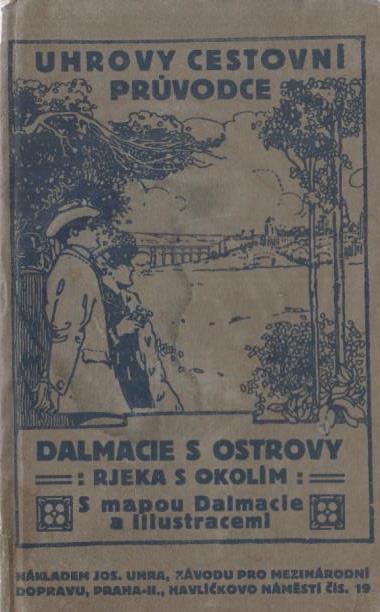 UHROVY CESTOVNÍ
PRŮVODCE
DALMACIE S OSTROVY
: RJEKA S OKOLÍM :
S mapou Dalmacie
a illustracemi
NÁKLADEM JOS. UHRA, ZÁVODU PRO MEZINÁRODNÍ
DOPRAVU, PRAHA-II., HAVLÍČKOVO NÁMĚSTÍ ČÍS. 19